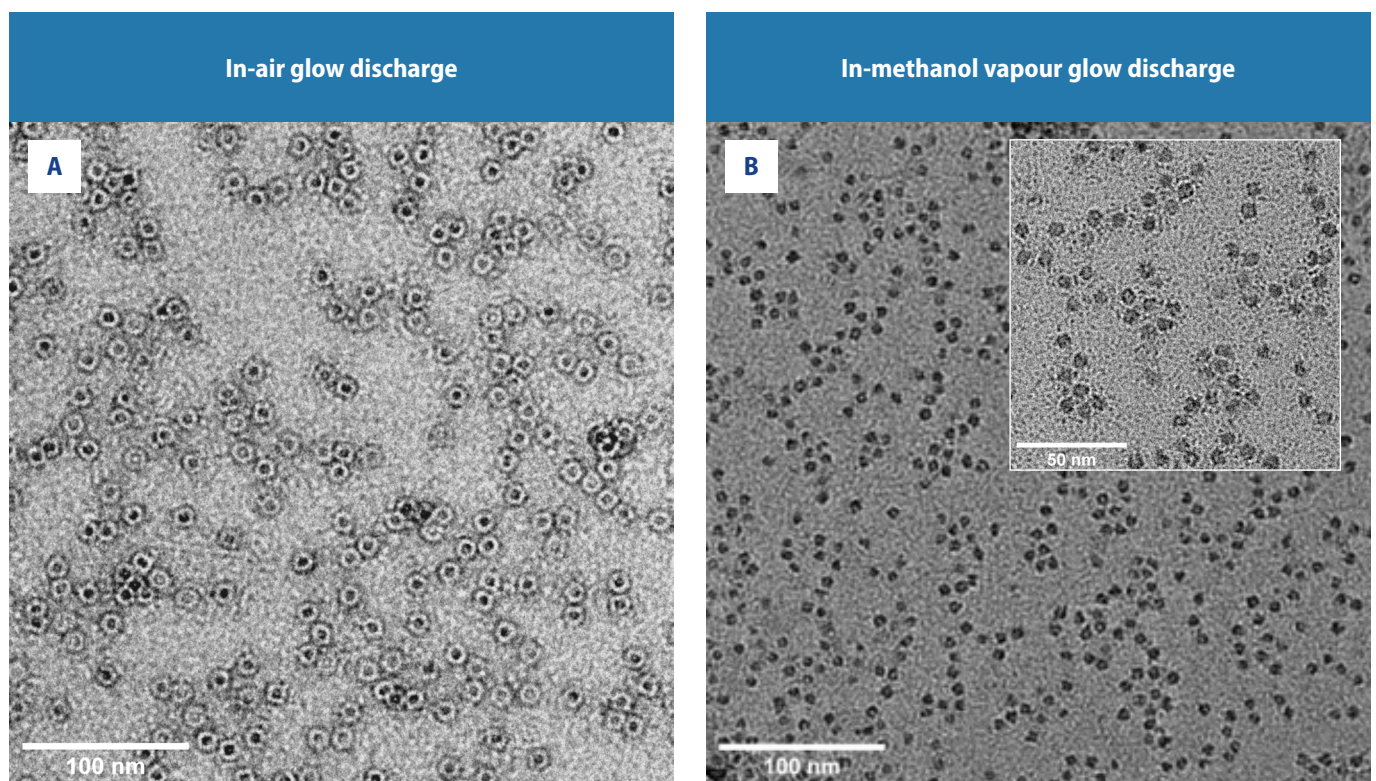 In-air glow discharge
In-methanol vapour glow discharge
A
B
50 nm
100 nm
100 nm